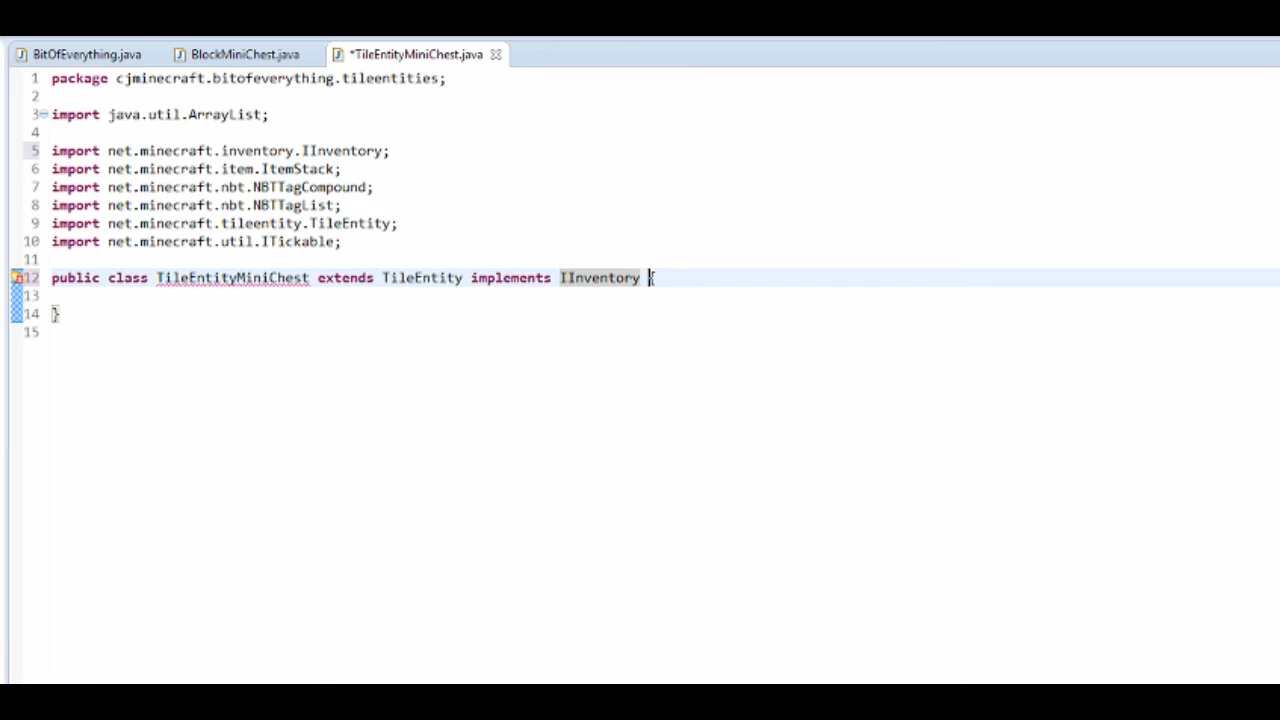 BitOfEverything.java BlockMiniChest.java *TileEntityMiniChest.java
1 package cjminecraft.bitofeverything.tileentities;
2
3 import java.util.ArrayList;
4
5 import net.minecraft.inventory.IInventory;
6 import net.minecraft.item.ItemStack;
7 import net.minecraft.nbt.NBTTagCompound;
8 import net.minecraft.nbt.NBTTagList;
9 import net.minecraft.tileentity.TileEntity;
10 import net.minecraft.util.ITickable;
11
12 public class TileEntityMiniChest extends TileEntity implements IInventory {
13
14 }
15